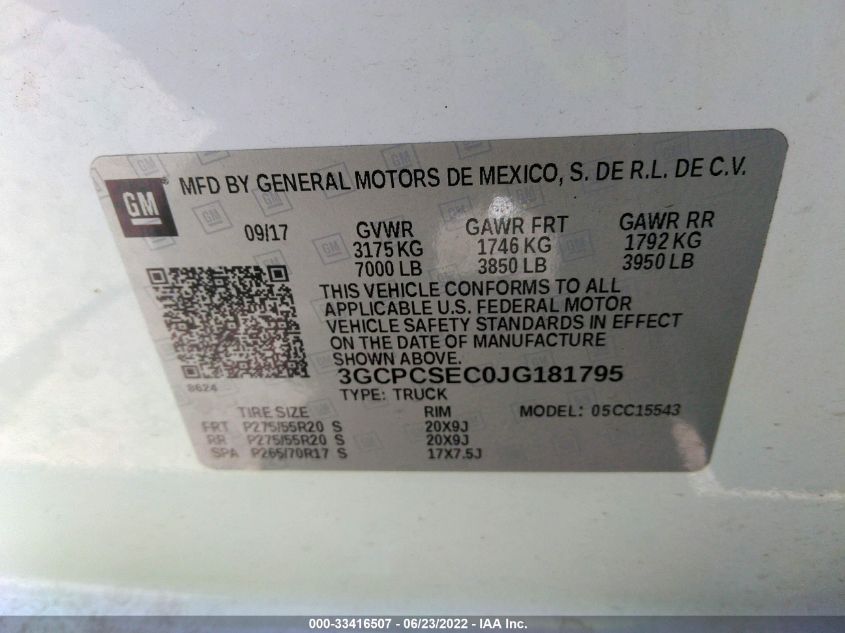 GM ® MFD BY GENERAL MOTORS DE MEXICO, S. DE R.L. DE C.V.
09/17 GVWR GAWR FRT GAWR RR
3175 KG 1746 KG 1792 KG
7000 LB 3850 LB 3950 LB
THIS VEHICLE CONFORMS TO ALL
APPLICABLE U.S. FEDERAL MOTOR
VEHICLE SAFETY STANDARDS IN EFFECT
ON THE DATE OF MANUFACTURE
SHOWN ABOVE.
3GCPCSEC0JG181795
8624 TYPE: TRUCK
TIRE SIZE RIM MODEL: 05CC15543
FRT P275/55R20 S 20X9J
RR P275/55R20 S 20X9J
SPA P265/70R17 S 17X7.5J
000-33416507 - 06/23/2022 - IAA Inc.